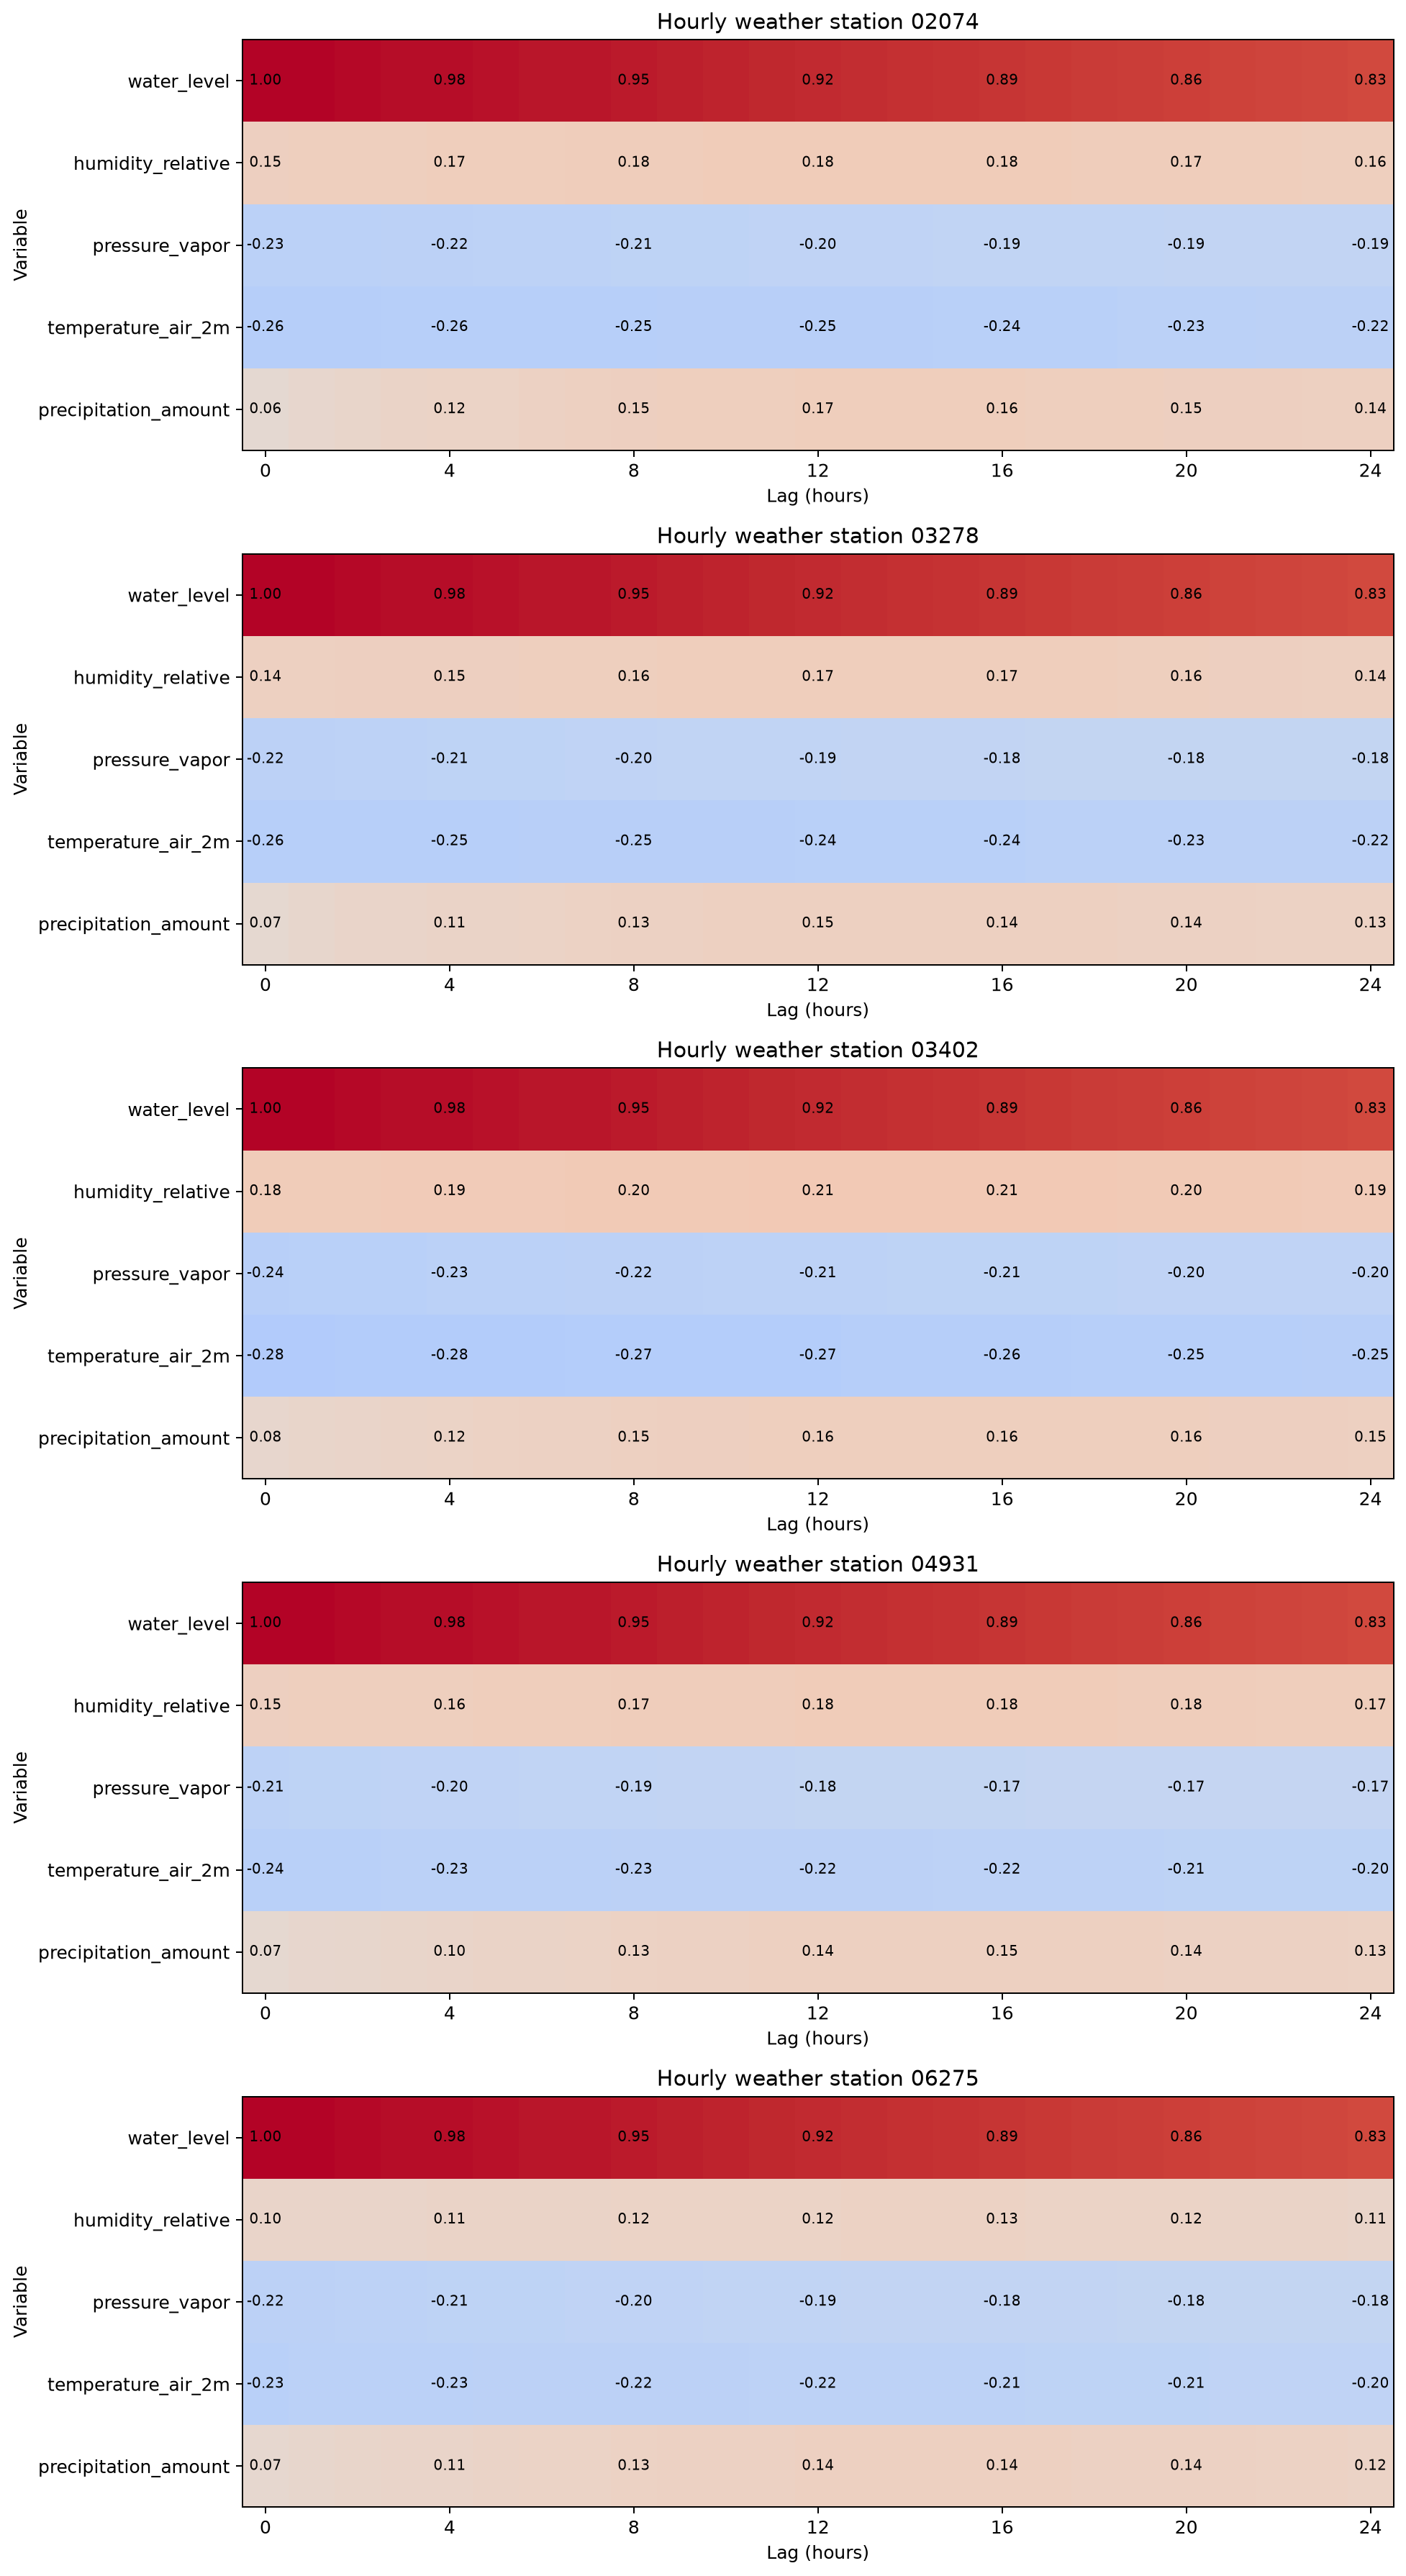 Hourly weather station 02074
water_level 1.00 0.98 0.95 0.92 0.89 0.86 0.83
humidity_relative 0.15 0.17 0.18 0.18 0.18 0.17 0.16
Variable
pressure_vapor -0.23 -0.22 -0.21 -0.20 -0.19 -0.19 -0.19
temperature_air_2m -0.26 -0.26 -0.25 -0.25 -0.24 -0.23 -0.22
precipitation_amount 0.06 0.12 0.15 0.17 0.16 0.15 0.14
0 4 8 12 16 20 24
Lag (hours)
Hourly weather station 03278
water_level 1.00 0.98 0.95 0.92 0.89 0.86 0.83
humidity_relative 0.14 0.15 0.16 0.17 0.17 0.16 0.14
Variable
pressure_vapor -0.22 -0.21 -0.20 -0.19 -0.18 -0.18 -0.18
temperature_air_2m -0.26 -0.25 -0.25 -0.24 -0.24 -0.23 -0.22
precipitation_amount 0.07 0.11 0.13 0.15 0.14 0.14 0.13
0 4 8 12 16 20 24
Lag (hours)
Hourly weather station 03402
water_level 1.00 0.98 0.95 0.92 0.89 0.86 0.83
humidity_relative 0.18 0.19 0.20 0.21 0.21 0.20 0.19
Variable
pressure_vapor -0.24 -0.23 -0.22 -0.21 -0.21 -0.20 -0.20
temperature_air_2m -0.28 -0.28 -0.27 -0.27 -0.26 -0.25 -0.25
precipitation_amount 0.08 0.12 0.15 0.16 0.16 0.16 0.15
0 4 8 12 16 20 24
Lag (hours)
Hourly weather station 04931
water_level 1.00 0.98 0.95 0.92 0.89 0.86 0.83
humidity_relative 0.15 0.16 0.17 0.18 0.18 0.18 0.17
Variable
pressure_vapor -0.21 -0.20 -0.19 -0.18 -0.17 -0.17 -0.17
temperature_air_2m -0.24 -0.23 -0.23 -0.22 -0.22 -0.21 -0.20
precipitation_amount 0.07 0.10 0.13 0.14 0.15 0.14 0.13
0 4 8 12 16 20 24
Lag (hours)
Hourly weather station 06275
water_level 1.00 0.98 0.95 0.92 0.89 0.86 0.83
humidity_relative 0.10 0.11 0.12 0.12 0.13 0.12 0.11
Variable
pressure_vapor -0.22 -0.21 -0.20 -0.19 -0.18 -0.18 -0.18
temperature_air_2m -0.23 -0.23 -0.22 -0.22 -0.21 -0.21 -0.20
precipitation_amount 0.07 0.11 0.13 0.14 0.14 0.14 0.12
0 4 8 12 16 20 24
Lag (hours)